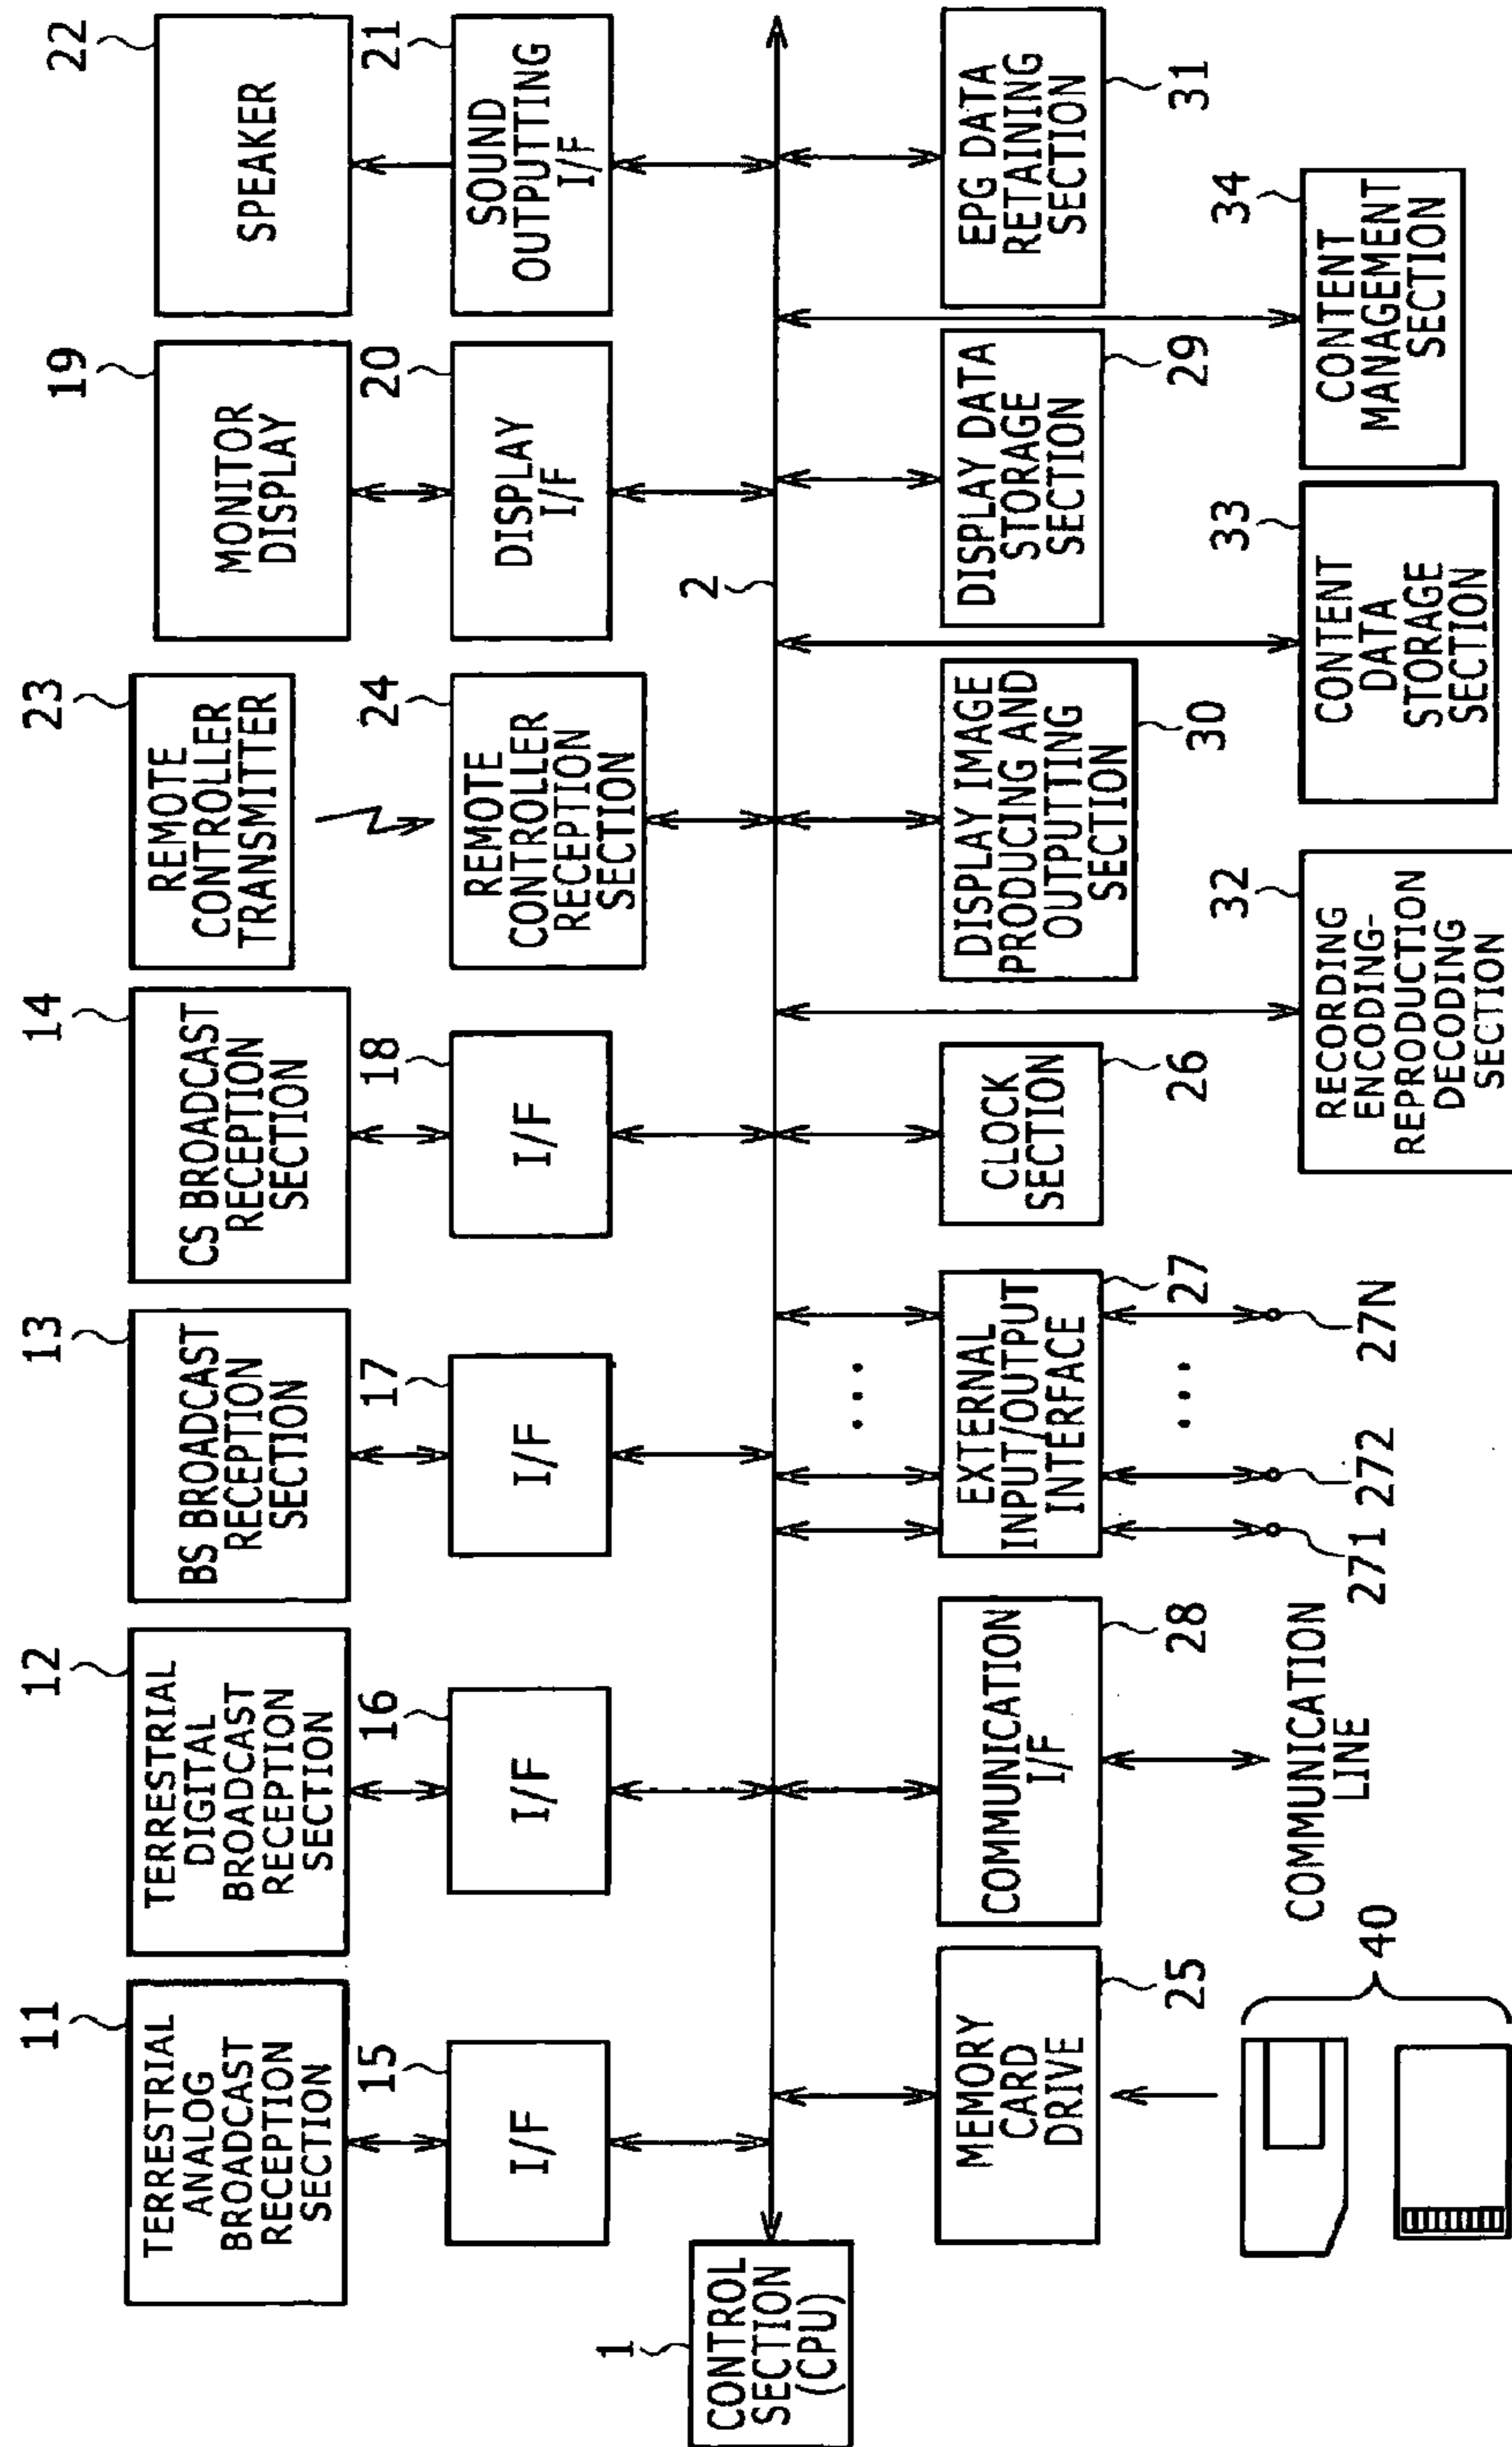 11
TERRESTRIAL
ANALOG
BROADCAST
RECEPTION
SECTION
12
TERRESTRIAL
DIGITAL
BROADCAST
RECEPTION
SECTION
13
BS BROADCAST
RECEPTION
SECTION
14
CS BROADCAST
RECEPTION
SECTION
23
REMOTE
CONTROLLER
TRANSMITTER
19
MONITOR
DISPLAY
22
SPEAKER
15
I/F
16
I/F
17
I/F
18
I/F
24
REMOTE
CONTROLLER
RECEPTION
SECTION
20
DISPLAY
I/F
21
SOUND
OUTPUTTING
I/F
1
CONTROL
SECTION
(CPU)
2
MEMORY
CARD
DRIVE
25
COMMUNICATION
I/F
28
...
EXTERNAL
INPUT/OUTPUT
INTERFACE
27
CLOCK
SECTION
26
DISPLAY IMAGE
PRODUCING AND
OUTPUTTING
SECTION
30
DISPLAY DATA
STORAGE
SECTION
29
EPG DATA
RETAINING
SECTION
31
40
COMMUNICATION
LINE
...
271
272
27N
32
RECORDING
ENCODING-
REPRODUCTION
DECODING
SECTION
33
CONTENT
DATA
STORAGE
SECTION
34
CONTENT
MANAGEMENT
SECTION